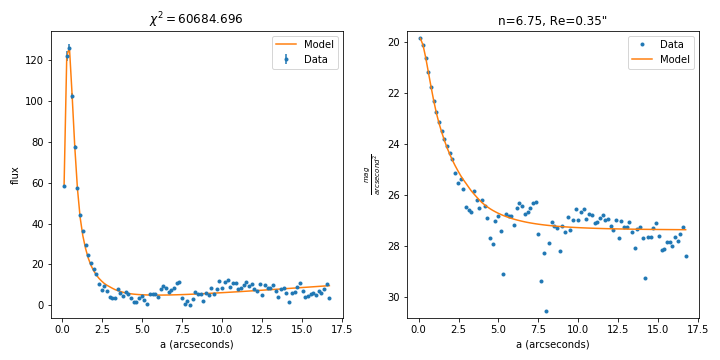 χ² = 60684.696
Model
Data
flux
120
100
80
60
40
20
0
0.0 2.5 5.0 7.5 10.0 12.5 15.0 17.5
a (arcseconds)
n=6.75, Re=0.35"
Data
Model
mag
arcsecond²
20
22
24
26
28
30
0.0 2.5 5.0 7.5 10.0 12.5 15.0 17.5
a (arcseconds)